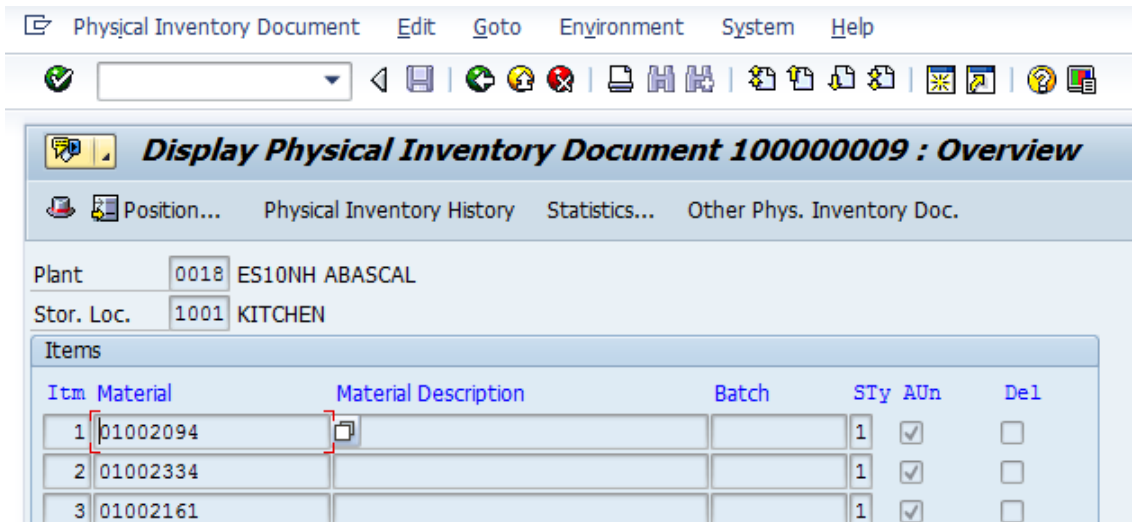 Physical Inventory Document Edit Goto Environment System Help
Display Physical Inventory Document 100000009 : Overview
Position... Physical Inventory History Statistics... Other Phys. Inventory Doc.
Plant 0018 ES10NH ABASCAL
Stor. Loc. 1001 KITCHEN
Items
Itm Material Material Description Batch STy AUn Del
1 01002094 1
2 01002334 1
3 01002161 1